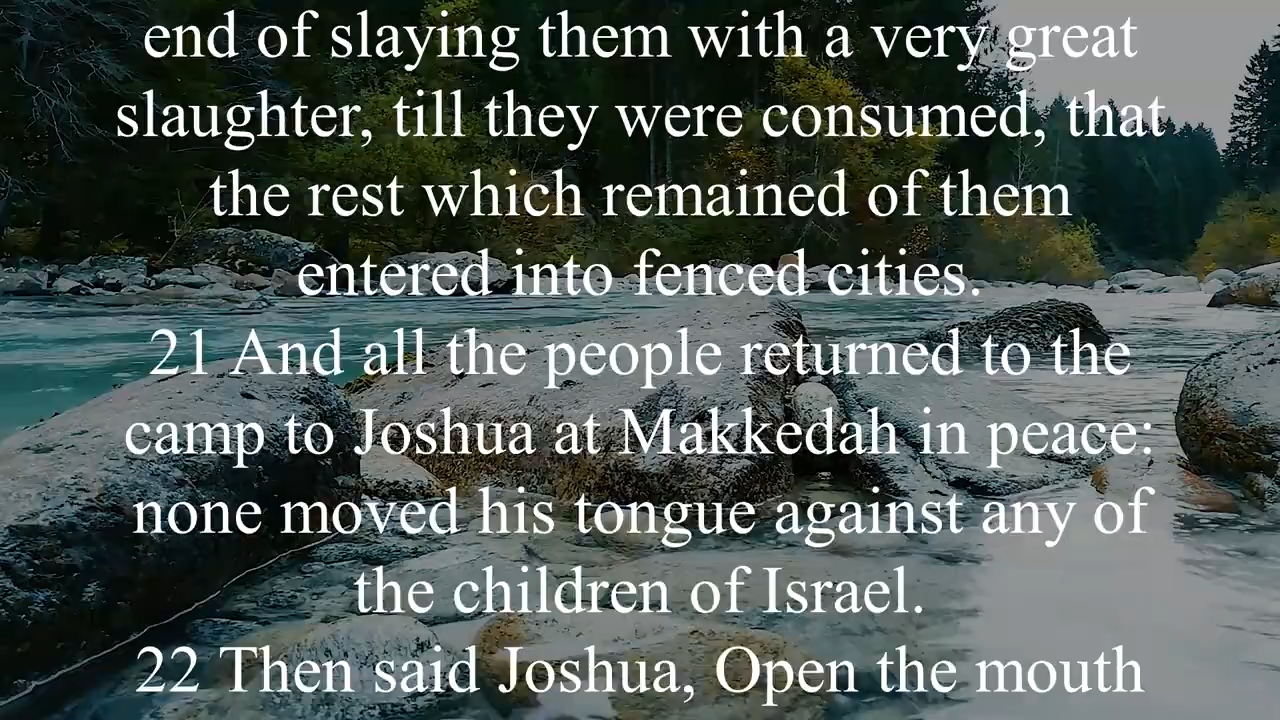 end of slaying them with a very great
slaughter, till they were consumed, that
the rest which remained of them
entered into fenced cities.
21 And all the people returned to the
camp to Joshua at Makkedah in peace:
none moved his tongue against any of
the children of Israel.
22 Then said Joshua, Open the mouth